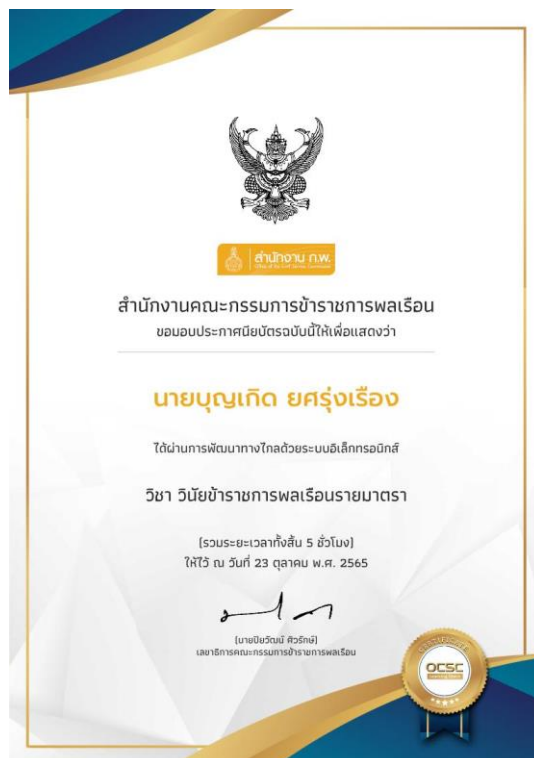 สำนักงาน ก.พ.
Office of the Civil Service Commission
สำนักงานคณะกรรมการข้าราชการพลเรือน
ขอมอบประกาศนียบัตรฉบับนี้ให้เพื่อแสดงว่า
นายบุญเกิด ยศรุ่งเรือง
ได้ผ่านการพัฒนาทางไกลด้วยระบบอิเล็กทรอนิกส์
วิชา วินัยข้าราชการพลเรือนรายมาตรา
(รวมระยะเวลาทั้งสิ้น 5 ชั่วโมง)
ให้ไว้ ณ วันที่ 23 ตุลาคม พ.ศ. 2565
(นายปิยวัฒน์ ศิวรักษ์)
เลขาธิการคณะกรรมการข้าราชการพลเรือน
CERTIFICATE
OCSC
Learning Space